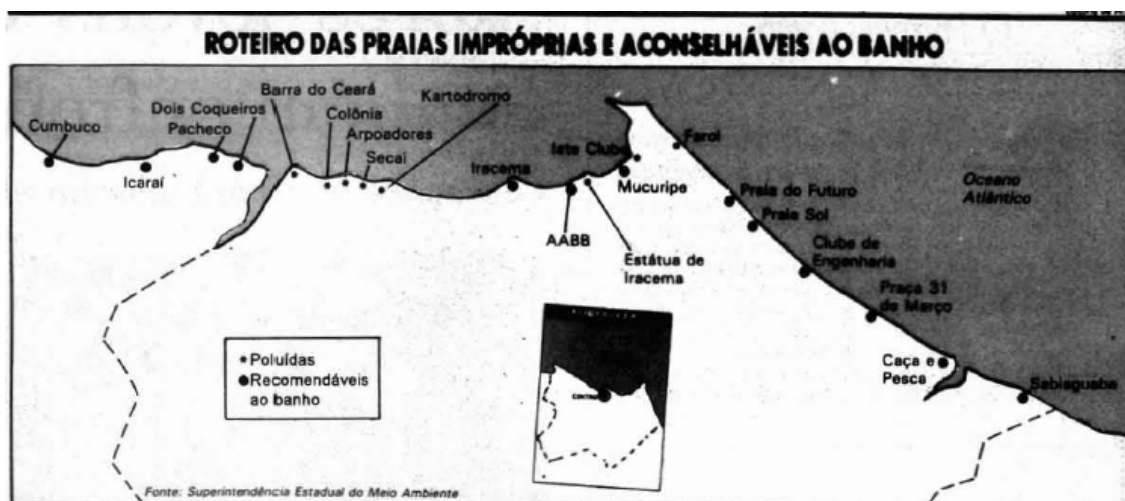 ROTEIRO DAS PRAIAS IMPRÓPRIAS E ACONSELHÁVEIS AO BANHO
Cumbuco
Icaraí
Pacheco
Dois Coqueiros
Barra do Ceará
Colônia
Arpoadores
Secai
Kartodromo
Iracema
AABB
Estátua de
Iracema
Iate Clube
Mucuripe
Farol
Praia do Futuro
Praia Sol
Clube de
Engenharia
Praça 31
de Março
Caça e
Pesca
Sabiaguaba
Oceano
Atlântico
Poluídas
Recomendáveis
ao banho
Fonte: Superintendência Estadual do Meio Ambiente